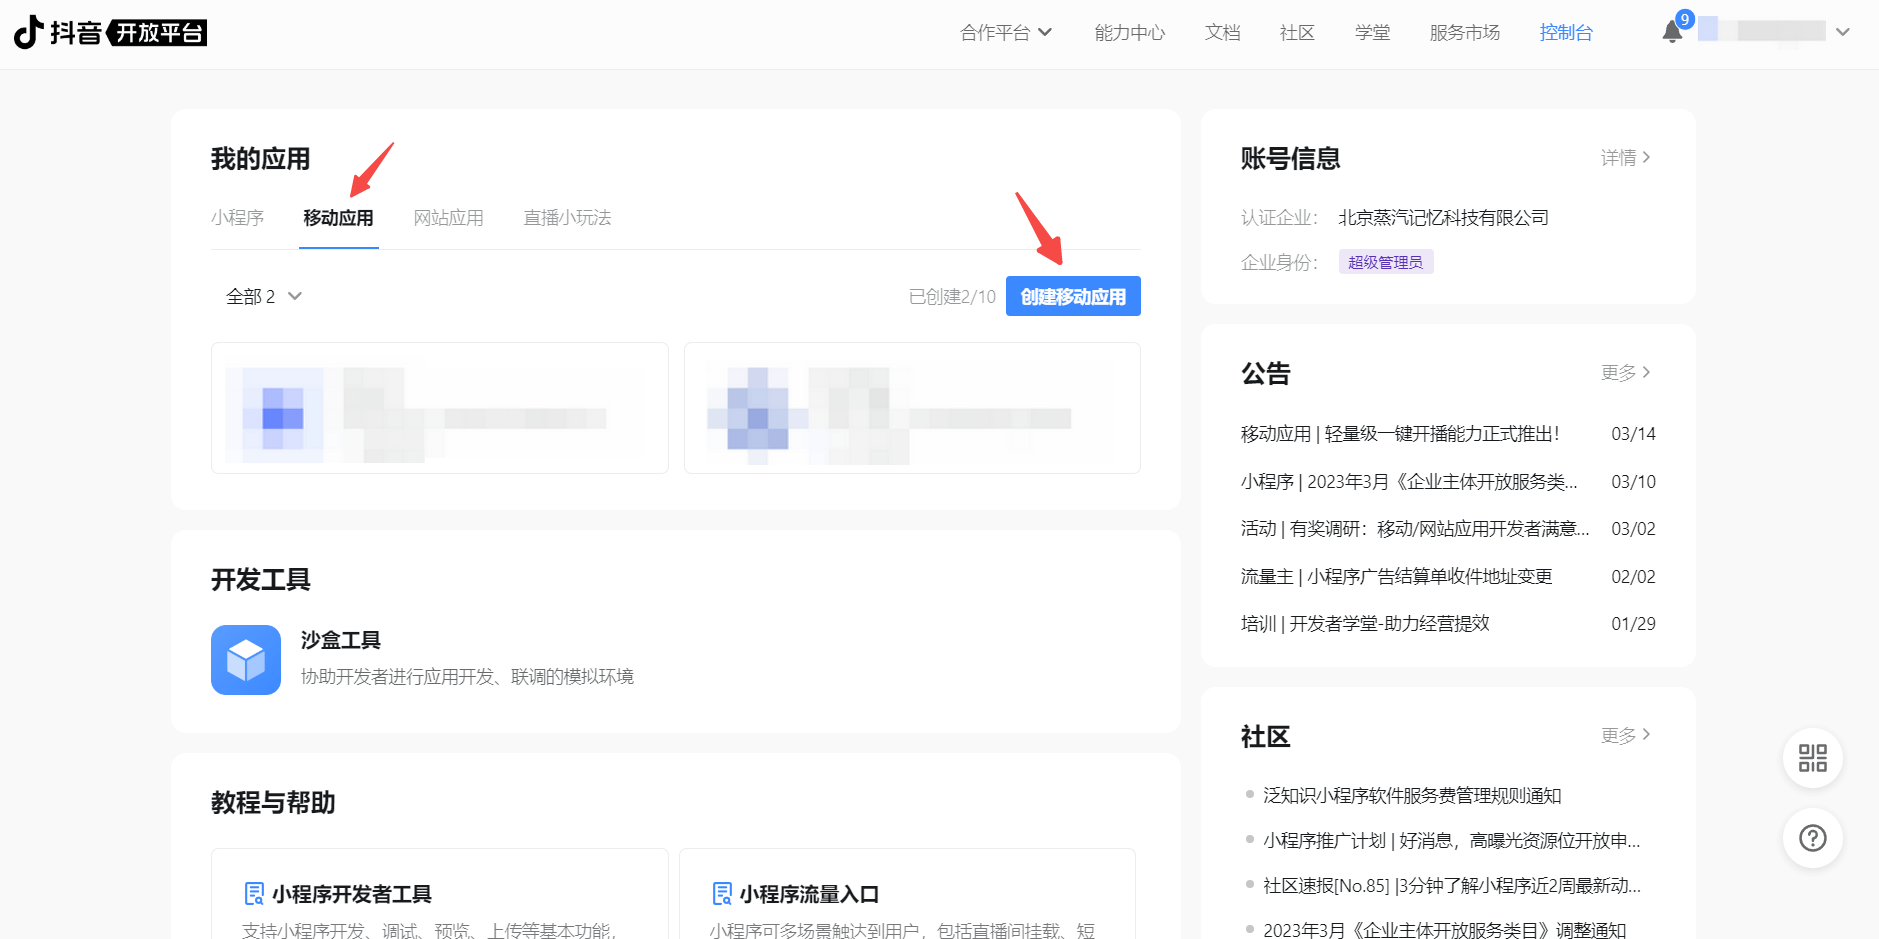 抖音 开放平台
合作平台 能力中心 文档 社区 学堂 服务市场 控制台 9
我的应用
小程序 移动应用 网站应用 直播小玩法
全部 2 已创建2/10 创建移动应用
开发工具
沙盒工具
协助开发者进行应用开发、联调的模拟环境
教程与帮助
小程序开发者工具
支持小程序开发、调试、预览、上传等基本功能，
小程序流量入口
小程序可多场景触达到用户，包括直播间挂载、短
账号信息 详情
认证企业： 北京蒸汽记忆科技有限公司
企业身份： 超级管理员
公告 更多
移动应用 | 轻量级一键开播能力正式推出！ 03/14
小程序 | 2023年3月《企业主体开放服务类... 03/10
活动 | 有奖调研：移动/网站应用开发者满意... 03/02
流量主 | 小程序广告结算单收件地址变更 02/02
培训 | 开发者学堂-助力经营提效 01/29
社区 更多
泛知识小程序软件服务费管理规则通知
小程序推广计划 | 好消息，高曝光资源位开放申...
社区速报[No.85] |3分钟了解小程序近2周最新动...
2023年3月《企业主体开放服务类目》调整通知